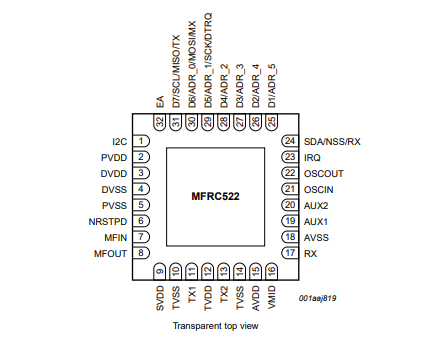 EA
D7/SCL/MISO/TX
D6/ADR_0/MOSI/MX
D5/ADR_1/SCK/DTRQ
D4/ADR_2
D3/ADR_3
D2/ADR_4
D1/ADR_5
32 31 30 29 28 27 26 25
I2C 1 24 SDA/NSS/RX
PVDD 2 23 IRQ
DVDD 3 22 OSCOUT
DVSS 4 21 OSCIN
PVSS 5 20 AUX2
NRSTPD 6 19 AUX1
MFIN 7 18 AVSS
MFOUT 8 17 RX
MFRC522
9 10 11 12 13 14 15 16
SVDD
TVSS
TX1
TVDD
TX2
TVSS
AVDD
VMID
001aaj819
Transparent top view